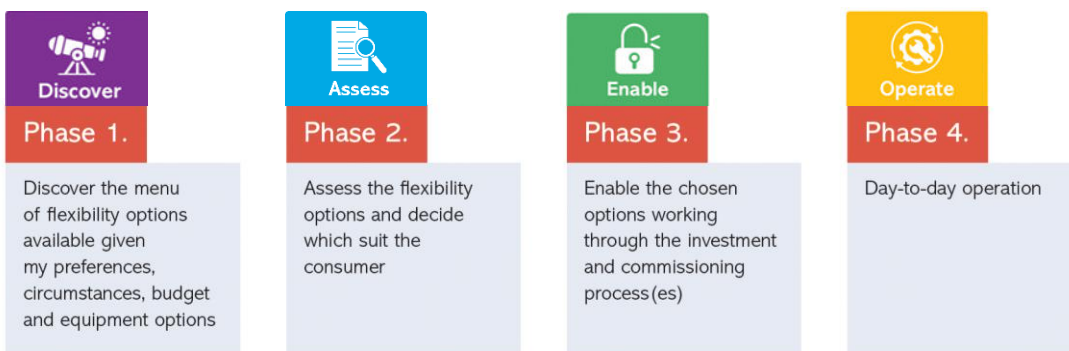 Discover
Phase 1.
Discover the menu
of flexibility options
available given
my preferences,
circumstances, budget
and equipment options
Assess
Phase 2.
Assess the flexibility
options and decide
which suit the
consumer
Enable
Phase 3.
Enable the chosen
options working
through the investment
and commissioning
process(es)
Operate
Phase 4.
Day-to-day operation